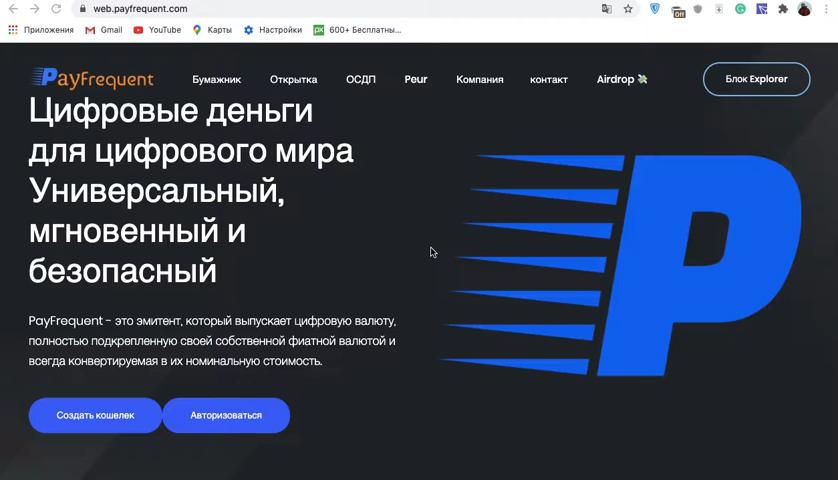 web.payfrequent.com
Off
Приложения Gmail YouTube Карты Настройки 600+ Бесплатны...
PayFrequent Бумажник Открытка ОСДП Peur Компания контакт Airdrop 💸 Блок Explorer
Цифровые деньги
для цифрового мира
Универсальный,
мгновенный и
безопасный
PayFrequent - это эмитент, который выпускает цифровую валюту,
полностью подкрепленную своей собственной фиатной валютой и
всегда конвертируемая в их номинальную стоимость.
Создать кошелек Авторизоваться